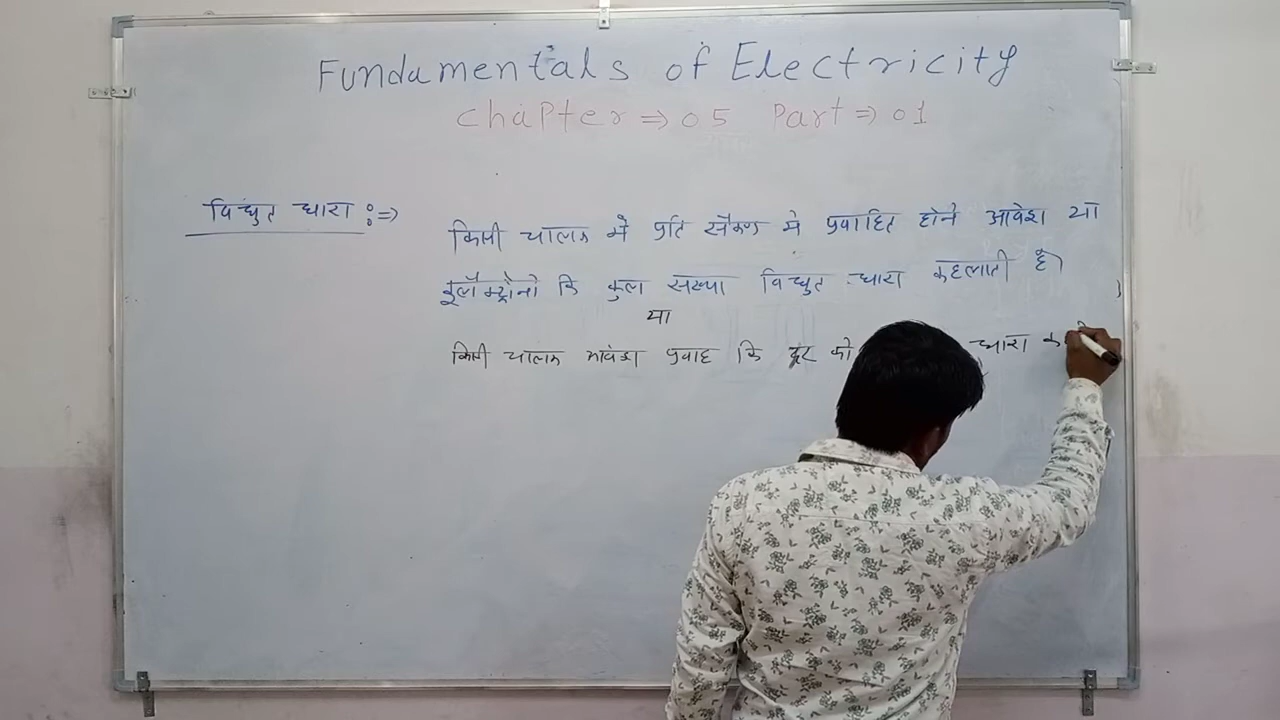 Fundamentals of Electricity
Chapter ⇒ 05 Part ⇒ 01
विधुत धारा :⇒
किसी चालक में प्रति सैकण्ड मे प्रवाहित होने आवेश या
इलैक्ट्रोनो कि कुल संख्या विधुत धारा कहलाती है।
या
किसी चालक आवेश प्रवाह कि दर को धारा क